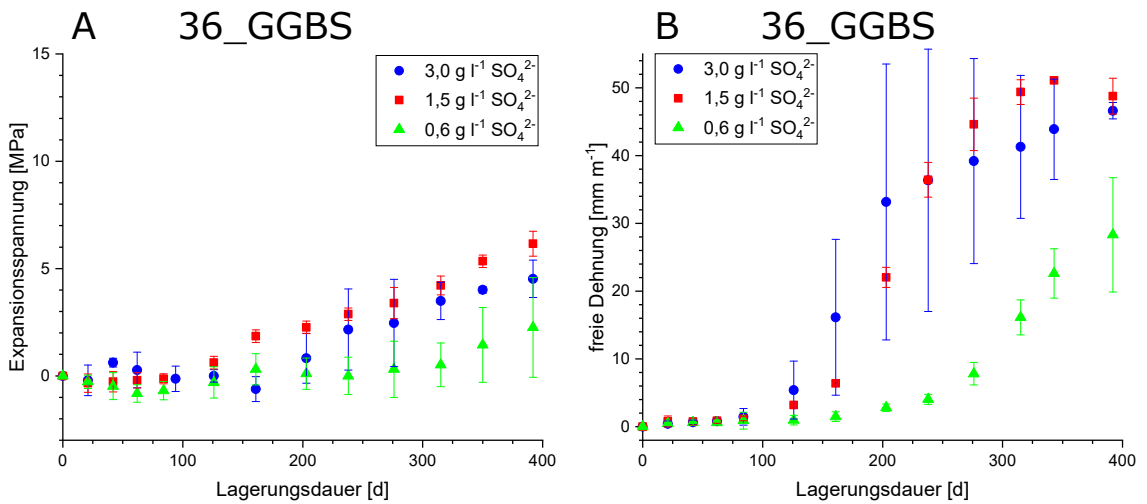 A 36_GGBS
15
10
5
0
Expansionsspannung [MPa]
3,0 g l⁻¹ SO₄²⁻
1,5 g l⁻¹ SO₄²⁻
0,6 g l⁻¹ SO₄²⁻
0 100 200 300 400
Lagerungsdauer [d]
B 36_GGBS
50
40
30
20
10
0
freie Dehnung [mm m⁻¹]
3,0 g l⁻¹ SO₄²⁻
1,5 g l⁻¹ SO₄²⁻
0,6 g l⁻¹ SO₄²⁻
0 100 200 300 400
Lagerungsdauer [d]